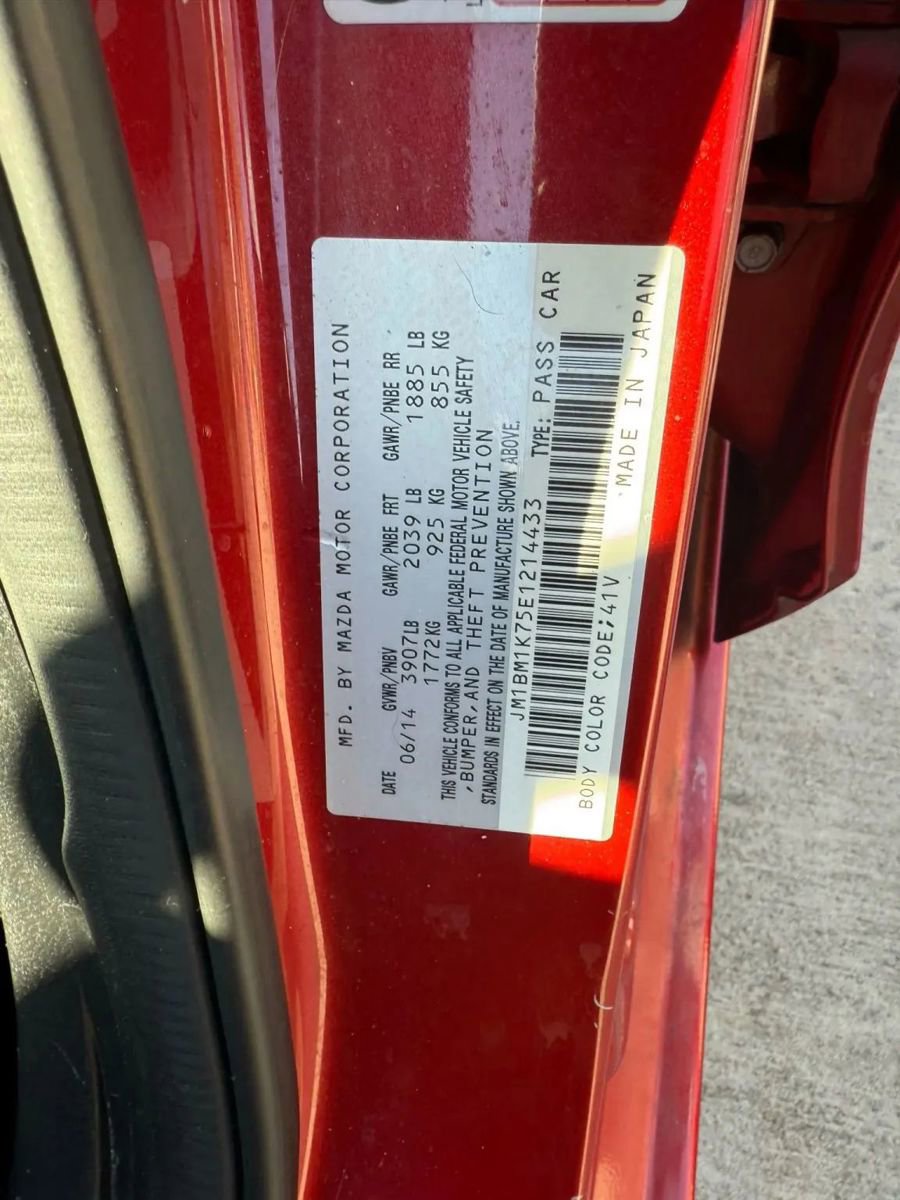 MFD. BY MAZDA MOTOR CORPORATION
DATE GVWR/PNBV GAWR/PNBE FRT GAWR/PNBE RR
06/14 3907LB 2039 LB 1885 LB
1772KG 925 KG 855 KG
THIS VEHICLE CONFORMS TO ALL APPLICABLE FEDERAL MOTOR VEHICLE SAFETY
,BUMPER,AND THEFT PREVENTION
STANDARDS IN EFFECT ON THE DATE OF MANUFACTURE SHOWN ABOVE.
JM1BM1K75E1214433 TYPE: PASS CAR
BODY COLOR CODE;41V MADE IN JAPAN